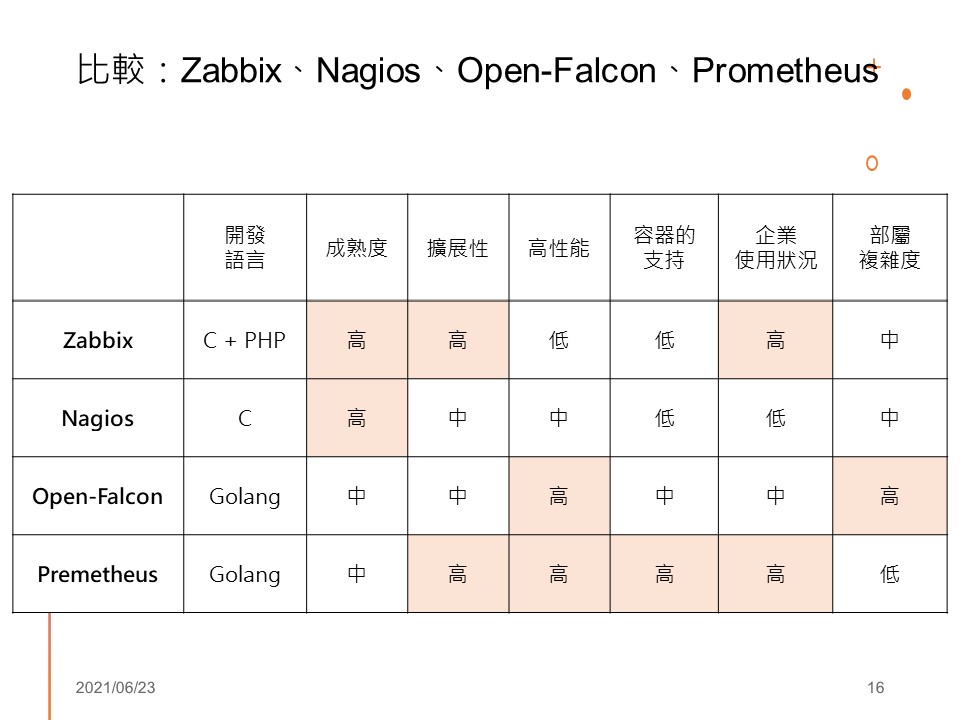 比較：Zabbix、Nagios、Open-Falcon、Prometheus
開發
語言
成熟度
擴展性
高性能
容器的
支持
企業
使用狀況
部屬
複雜度
Zabbix
C + PHP
高
高
低
低
高
中
Nagios
C
高
中
中
低
低
中
Open-Falcon
Golang
中
中
高
中
中
高
Premetheus
Golang
中
高
高
高
高
低
2021/06/23
16